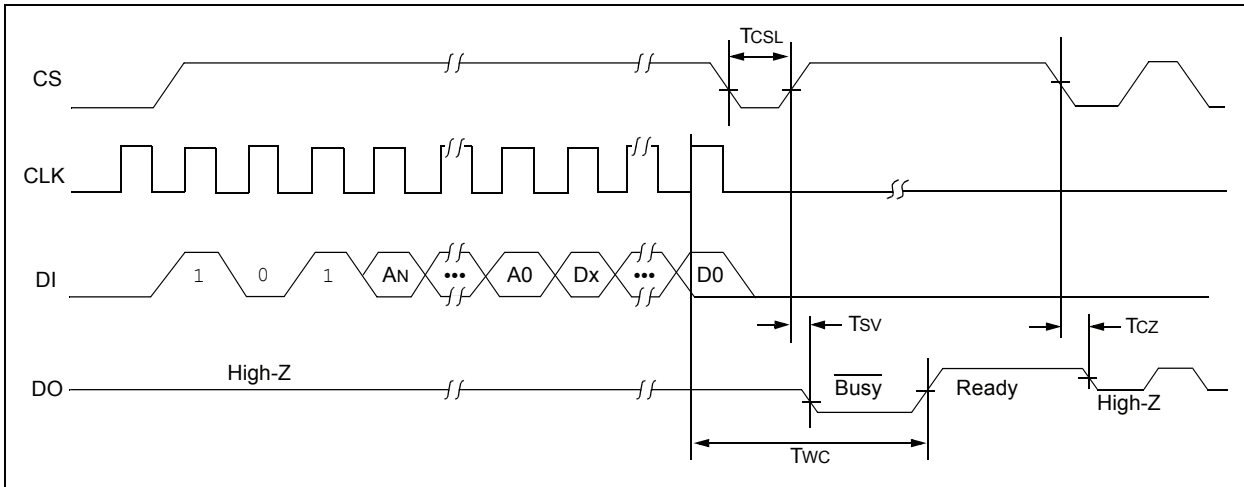 TCSL
CS
CLK
DI 1 0 1 AN ••• A0 Dx ••• D0
TSV TCZ
DO High-Z Busy Ready High-Z
TWC